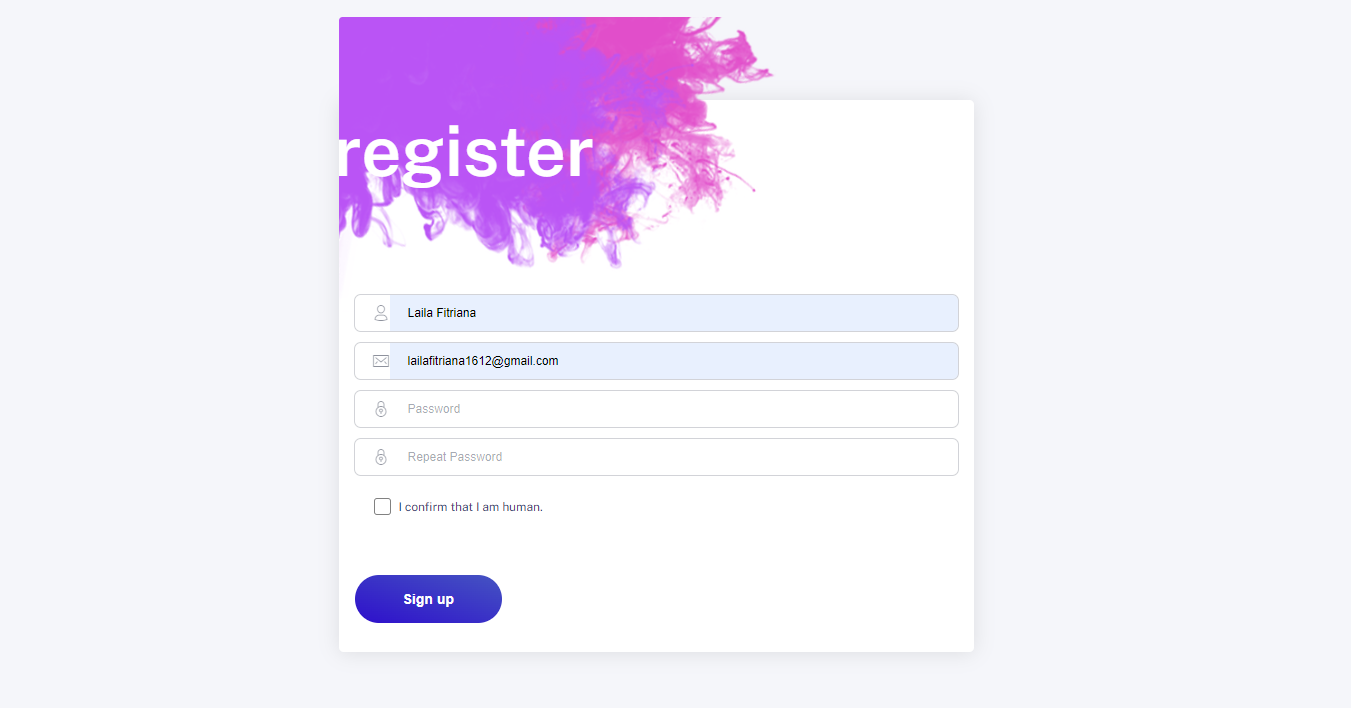 register
Laila Fitriana
lailafitriana1612@gmail.com
Password
Repeat Password
I confirm that I am human.
Sign up